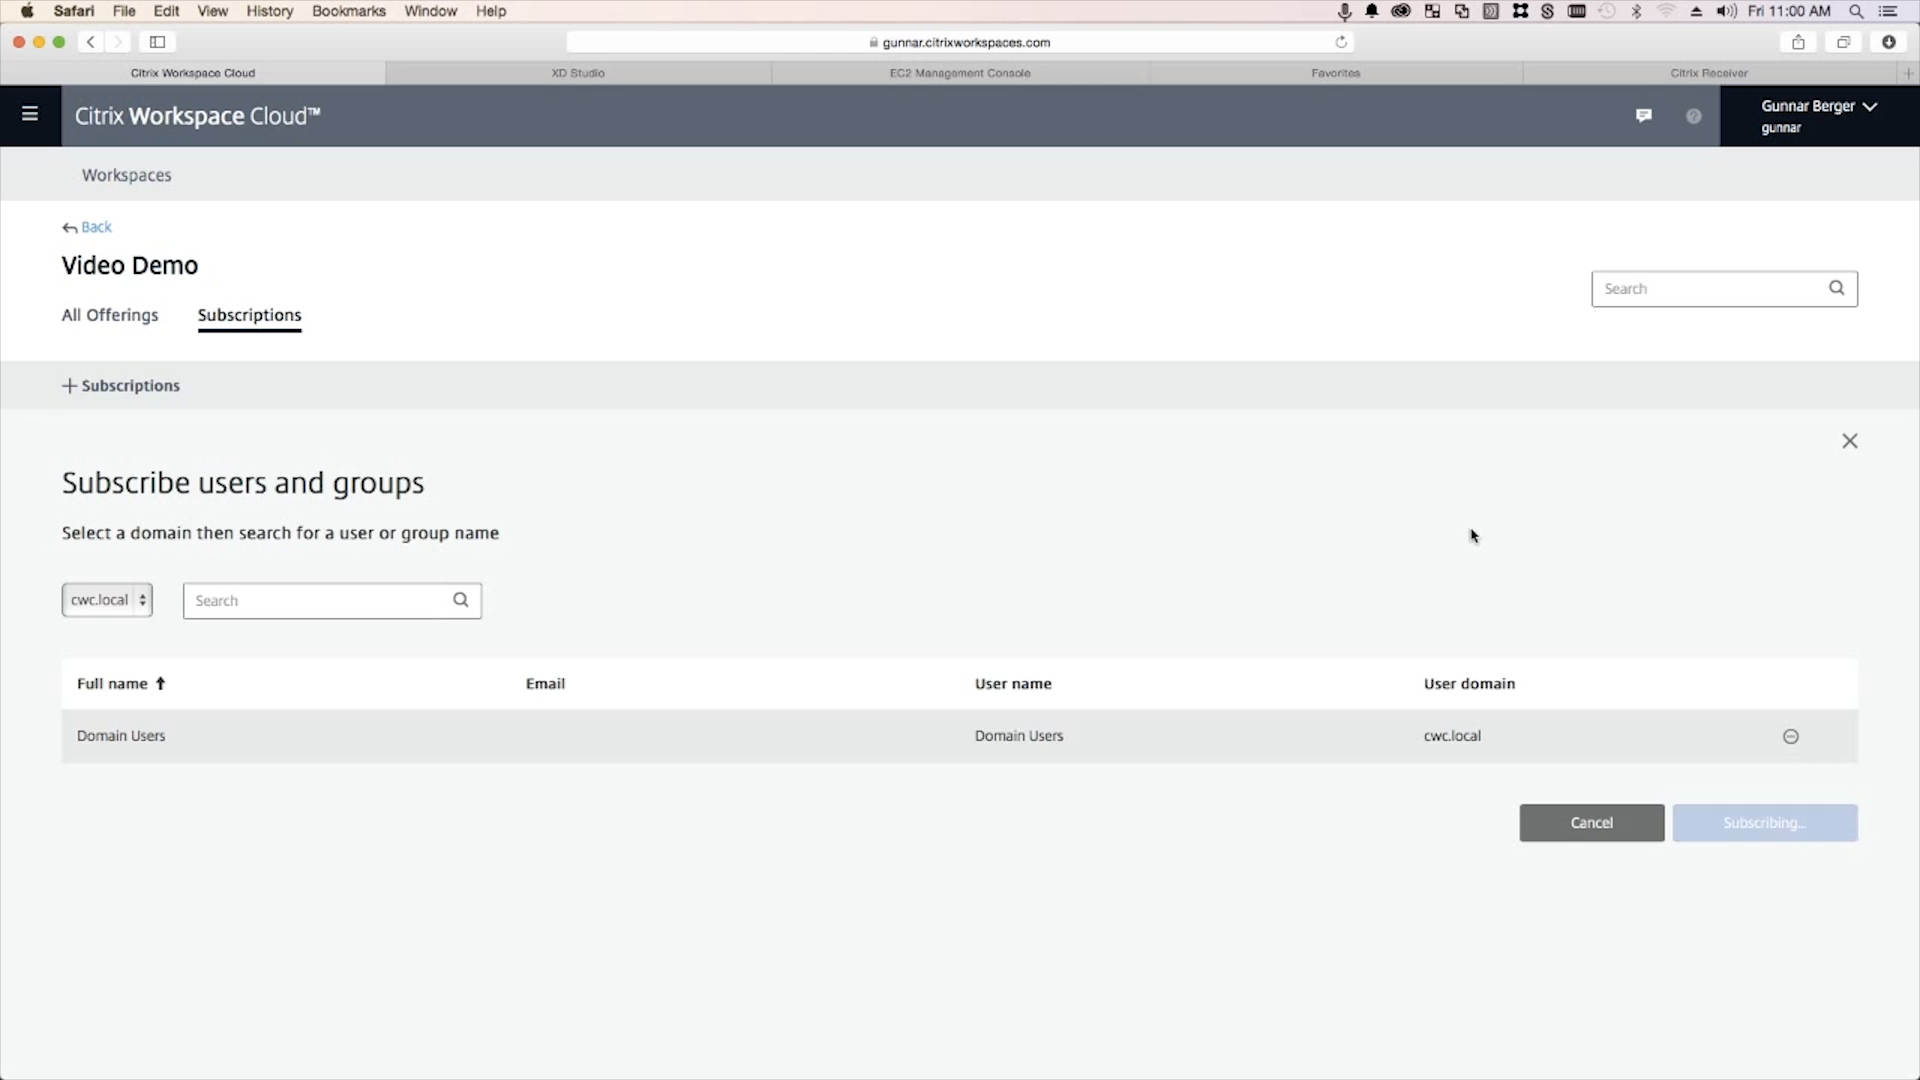 Safari File Edit View History Bookmarks Window Help Fri 11:00 AM
gunnar.citrixworkspaces.com
Citrix Workspace Cloud XD Studio EC2 Management Console Favorites Citrix Receiver
Citrix Workspace Cloud™
Gunnar Berger
gunnar
Workspaces
Back
Video Demo
Search
All Offerings Subscriptions
+ Subscriptions
Subscribe users and groups
Select a domain then search for a user or group name
cwc.local Search
Full name Email User name User domain
Domain Users Domain Users cwc.local
Cancel Subscribing...